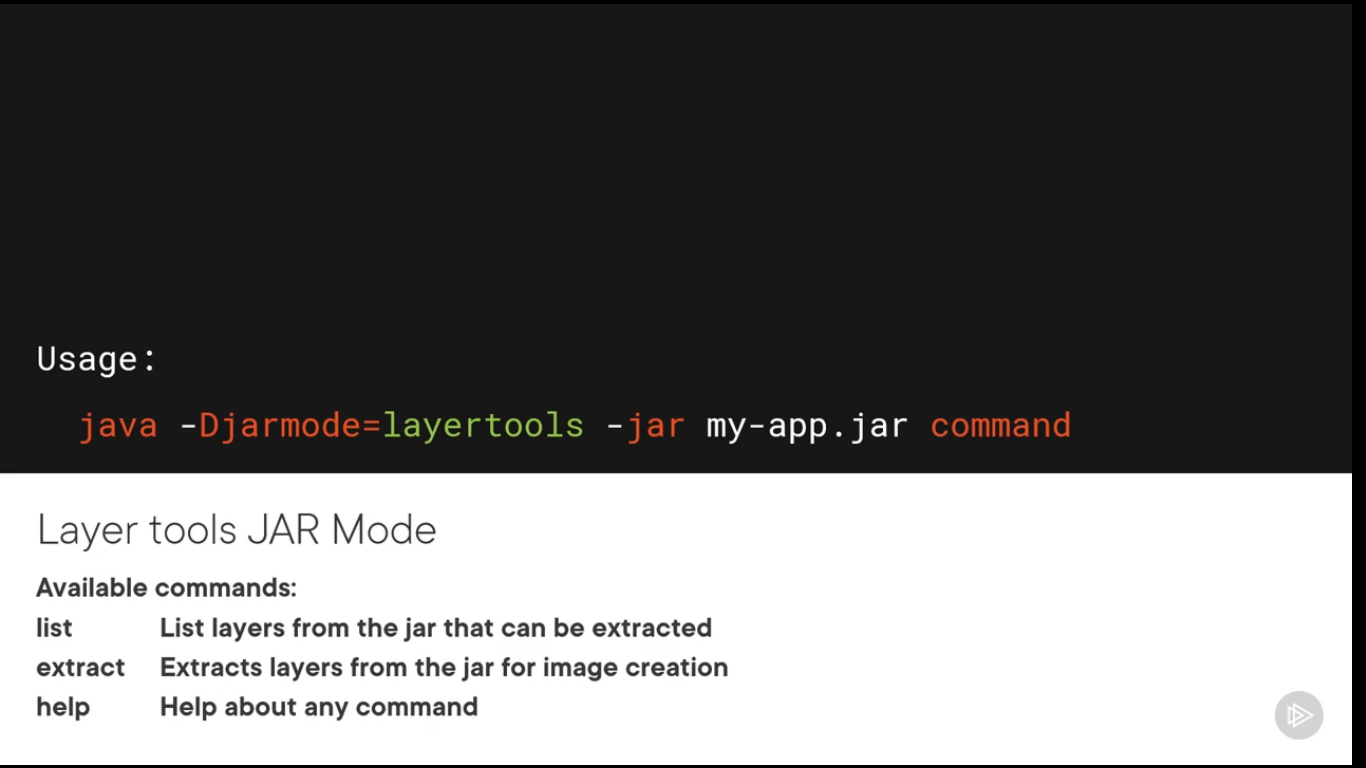 Usage:
java -Djarmode=layertools -jar my-app.jar command
Layer tools JAR Mode
Available commands:
list List layers from the jar that can be extracted
extract Extracts layers from the jar for image creation
help Help about any command